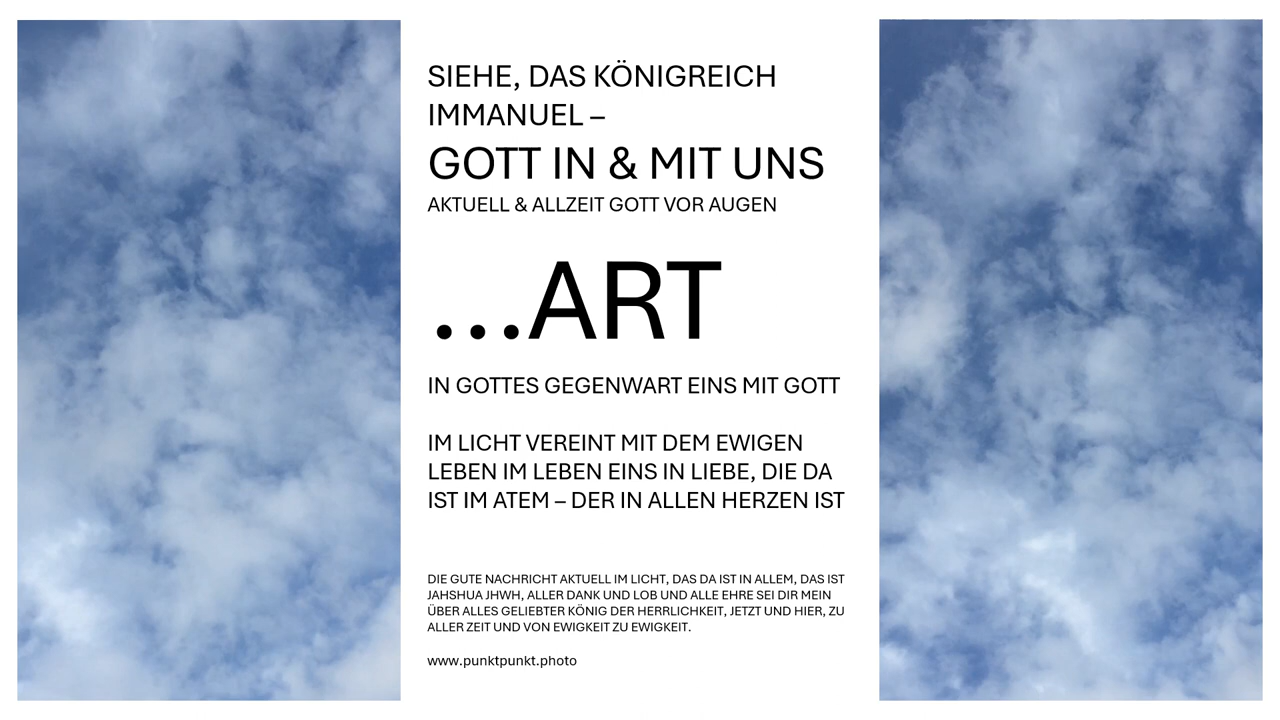 SIEHE, DAS KÖNIGREICH
IMMANUEL –
GOTT IN & MIT UNS
AKTUELL & ALLZEIT GOTT VOR AUGEN
...ART
IN GOTTES GEGENWART EINS MIT GOTT
IM LICHT VEREINT MIT DEM EWIGEN
LEBEN IM LEBEN EINS IN LIEBE, DIE DA
IST IM ATEM – DER IN ALLEN HERZEN IST
DIE GUTE NACHRICHT AKTUELL IM LICHT, DAS DA IST IN ALLEM, DAS IST
JAHSHUA JHWH, ALLER DANK UND LOB UND ALLE EHRE SEI DIR MEIN
ÜBER ALLES GELIEBTER KÖNIG DER HERRLICHKEIT, JETZT UND HIER, ZU
ALLER ZEIT UND VON EWIGKEIT ZU EWIGKEIT.
www.punktpunkt.photo